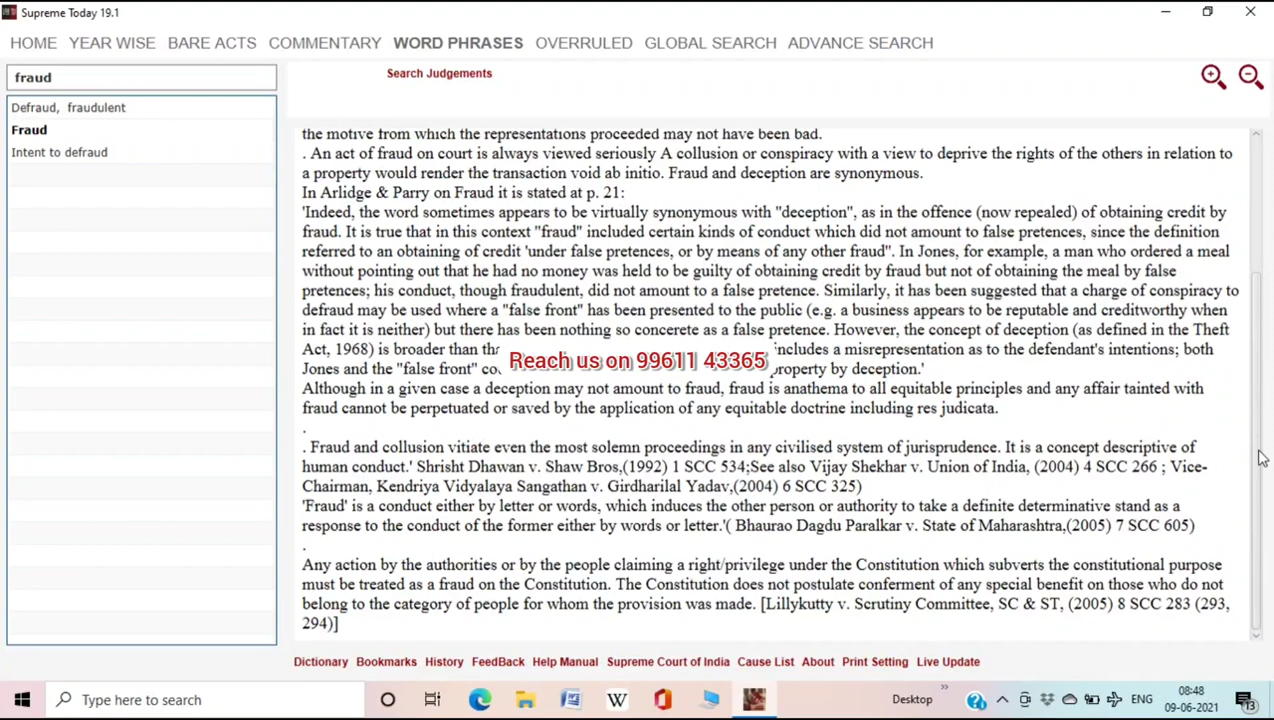 Supreme Today 19.1
HOME YEAR WISE BARE ACTS COMMENTARY WORD PHRASES OVERRULED GLOBAL SEARCH ADVANCE SEARCH
fraud
Search Judgements
Defraud, fraudulent
Fraud
Intent to defraud
the motive from which the representations proceeded may not have been bad.
. An act of fraud on court is always viewed seriously A collusion or conspiracy with a view to deprive the rights of the others in relation to
a property would render the transaction void ab initio. Fraud and deception are synonymous.
In Arlidge & Parry on Fraud it is stated at p. 21:
'Indeed, the word sometimes appears to be virtually synonymous with "deception", as in the offence (now repealed) of obtaining credit by
fraud. It is true that in this context "fraud" included certain kinds of conduct which did not amount to false pretences, since the definition
referred to an obtaining of credit 'under false pretences, or by means of any other fraud". In Jones, for example, a man who ordered a meal
without pointing out that he had no money was held to be guilty of obtaining credit by fraud but not of obtaining the meal by false
pretences; his conduct, though fraudulent, did not amount to a false pretence. Similarly, it has been suggested that a charge of conspiracy to
defraud may be used where a "false front" has been presented to the public (e.g. a business appears to be reputable and creditworthy when
in fact it is neither) but there has been nothing so concerete as a false pretence. However, the concept of deception (as defined in the Theft
Act, 1968) is broader than includes a misrepresentation as to the defendant's intentions; both
Reach us on 99611 43365
Jones and the "false front" property by deception.'
Although in a given case a deception may not amount to fraud, fraud is anathema to all equitable principles and any affair tainted with
fraud cannot be perpetuated or saved by the application of any equitable doctrine including res judicata.
.
. Fraud and collusion vitiate even the most solemn proceedings in any civilised system of jurisprudence. It is a concept descriptive of
human conduct.' Shrisht Dhawan v. Shaw Bros,(1992) 1 SCC 534;See also Vijay Shekhar v. Union of India, (2004) 4 SCC 266 ; Vice-
Chairman, Kendriya Vidyalaya Sangathan v. Girdharilal Yadav,(2004) 6 SCC 325)
'Fraud' is a conduct either by letter or words, which induces the other person or authority to take a definite determinative stand as a
response to the conduct of the former either by words or letter.'( Bhaurao Dagdu Paralkar v. State of Maharashtra,(2005) 7 SCC 605)
.
Any action by the authorities or by the people claiming a right/privilege under the Constitution which subverts the constitutional purpose
must be treated as a fraud on the Constitution. The Constitution does not postulate conferment of any special benefit on those who do not
belong to the category of people for whom the provision was made. [Lillykutty v. Scrutiny Committee, SC & ST, (2005) 8 SCC 283 (293,
294)]
Dictionary Bookmarks History FeedBack Help Manual Supreme Court of India Cause List About Print Setting Live Update
Type here to search
Desktop
ENG
08:48
09-06-2021
13